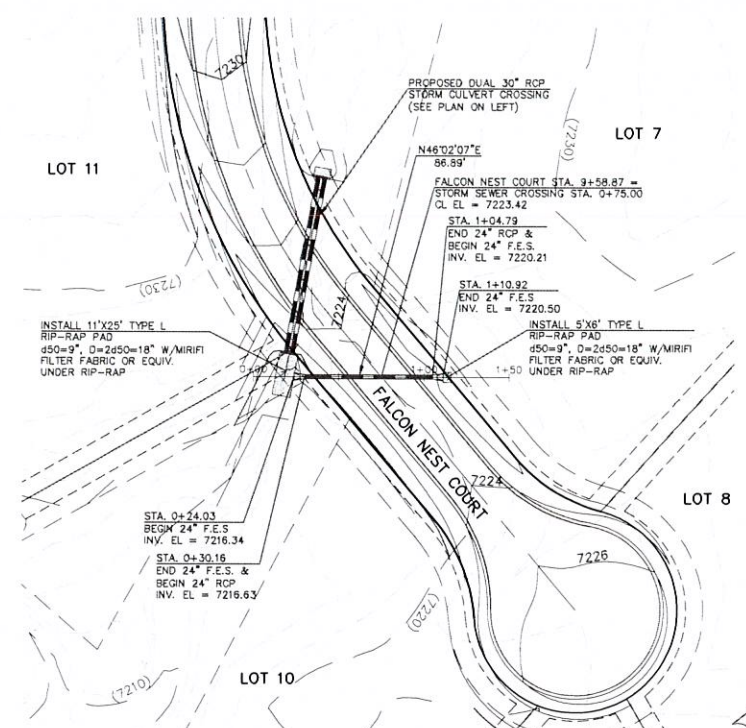 7230
PROPOSED DUAL 30" RCP
STORM CULVERT CROSSING
(SEE PLAN ON LEFT)
LOT 7
(7230)
LOT 11
N46°02'07"E
86.89'
FALCON NEST COURT STA. 9+58.87 =
STORM SEWER CROSSING STA. 0+75.00
CL EL = 7223.42
STA. 1+04.79
END 24" RCP &
BEGIN 24" F.E.S.
INV. EL = 7220.21
(7230)
STA. 1+10.92
END 24" F.E.S
INV. EL = 7220.50
7224
INSTALL 11'X25' TYPE L
RIP-RAP PAD
d50=9", D=2d50=18" W/MIRIFI
FILTER FABRIC OR EQUIV.
UNDER RIP-RAP
INSTALL 5'X6' TYPE L
RIP-RAP PAD
d50=9", D=2d50=18" W/MIRIFI
FILTER FABRIC OR EQUIV.
UNDER RIP-RAP
0+00
1+00
1+50
FALCON NEST COURT
7224
LOT 8
STA. 0+24.03
BEGIN 24" F.E.S
INV. EL = 7216.34
STA. 0+30.16
END 24" F.E.S. &
BEGIN 24" RCP
INV. EL = 7216.63
7226
(7220)
LOT 10
(7210)